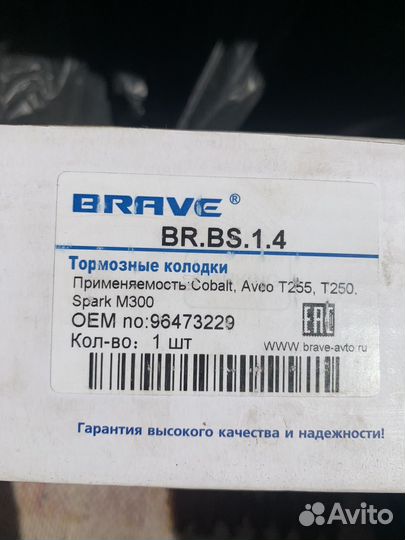 BRAVE®
BR.BS.1.4
Тормозные колодки
Применяемость:Cobalt, Aveo T255, T250,
Spark M300
OEM no:96473229
Кол-во: 1 шт
EAC
WWW.brave-avto.ru
Гарантия высокого качества и надежности!
Avito